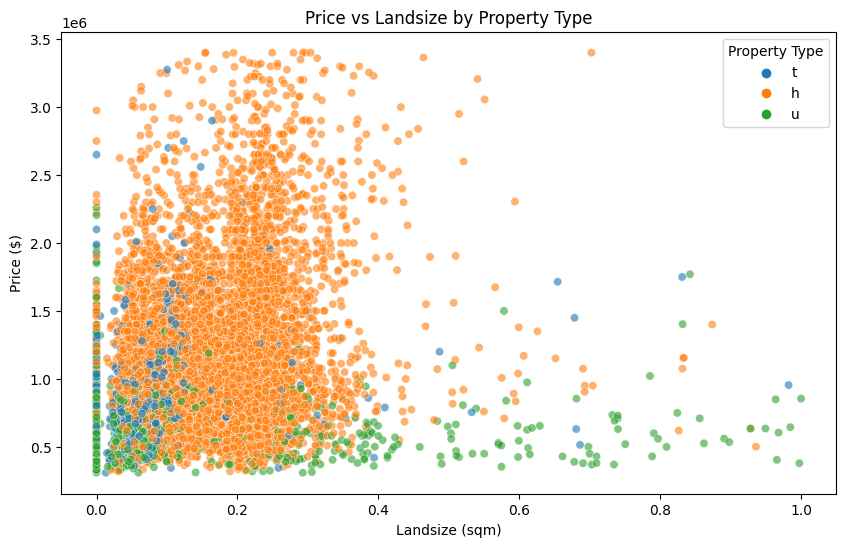 Price vs Landsize by Property Type
1e6
3.5
3.0
2.5
2.0
1.5
1.0
0.5
Price ($)
0.0 0.2 0.4 0.6 0.8 1.0
Landsize (sqm)
Property Type
t
h
u